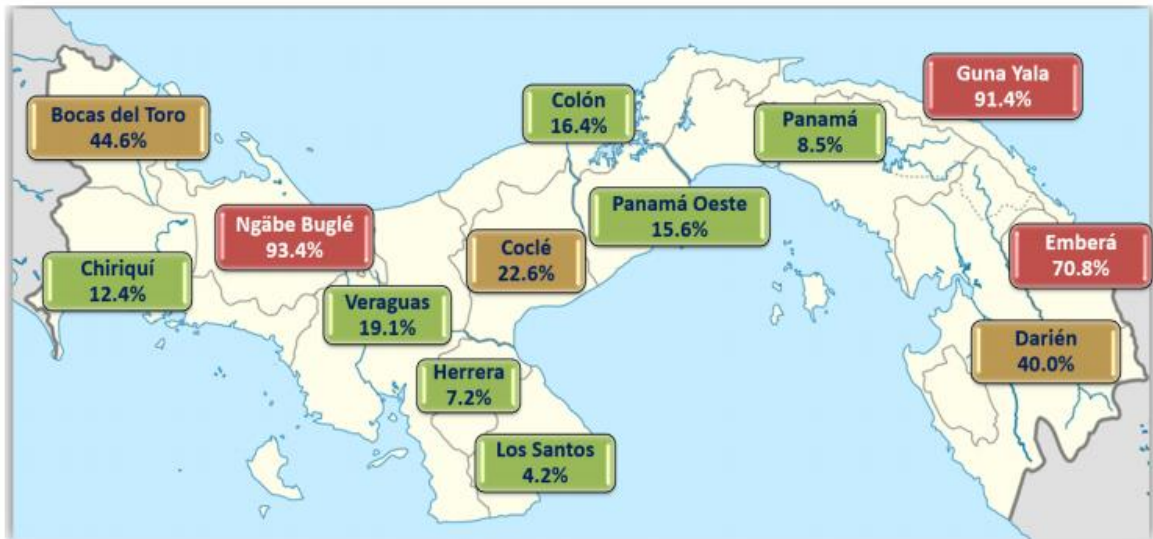 Guna Yala
91.4%
Bocas del Toro
44.6%
Colón
16.4%
Panamá
8.5%
Panamá Oeste
15.6%
Ngäbe Buglé
93.4%
Coclé
22.6%
Emberá
70.8%
Chiriquí
12.4%
Veraguas
19.1%
Darién
40.0%
Herrera
7.2%
Los Santos
4.2%